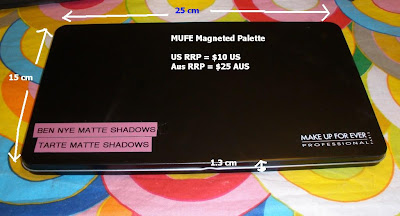 25 cm
MUFE Magneted Palette
US RRP = $10 US
Aus RRP = $25 AUS
15 cm
BEN NYE MATTE SHADOWS
TARTE MATTE SHADOWS
MAKE UP FOR EVER
PROFESSIONAL
1.3 cm